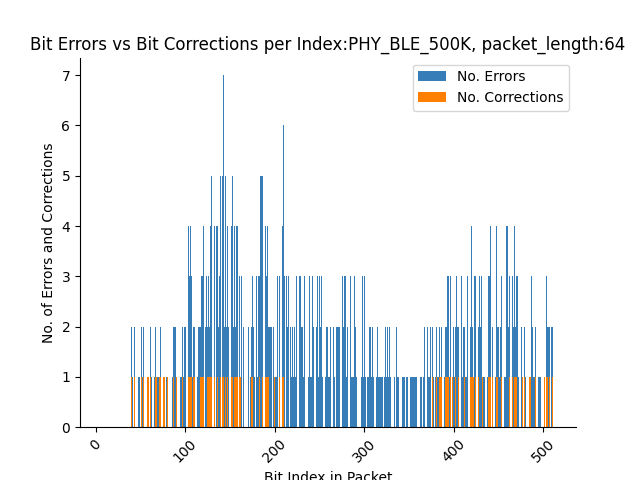 Bit Errors vs Bit Corrections per Index:PHY_BLE_500K, packet_length:64
No. Errors
No. Corrections
No. of Errors and Corrections
7
6
5
4
3
2
1
0
0
100
200
300
400
500
Bit Index in Packet